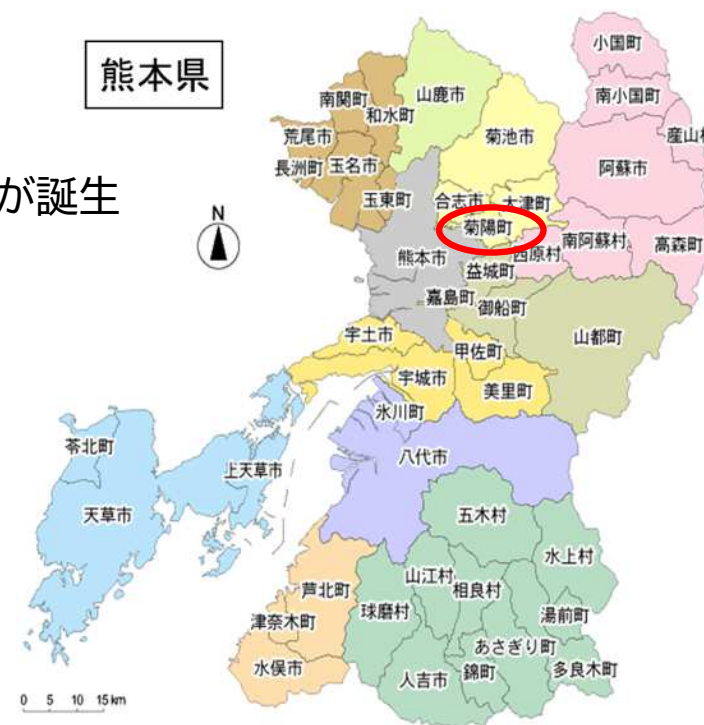 熊本県
小国町
南小国町
産山村
山鹿市
南関町
和水町
菊池市
荒尾市
長洲町 玉名市
阿蘇市
玉東町
が誕生
合志市 大津町
菊陽町
N
熊本市
西原村 南阿蘇村 高森町
益城町
嘉島町 御船町
山都町
宇土市
甲佐町
宇城市
美里町
氷川町
苓北町
上天草市
八代市
天草市
五木村
水上村
芦北町
山江村 相良村
球磨村
湯前町
津奈木町
あさぎり町
水俣市
人吉市 錦町 多良木町
0 5 10 15km